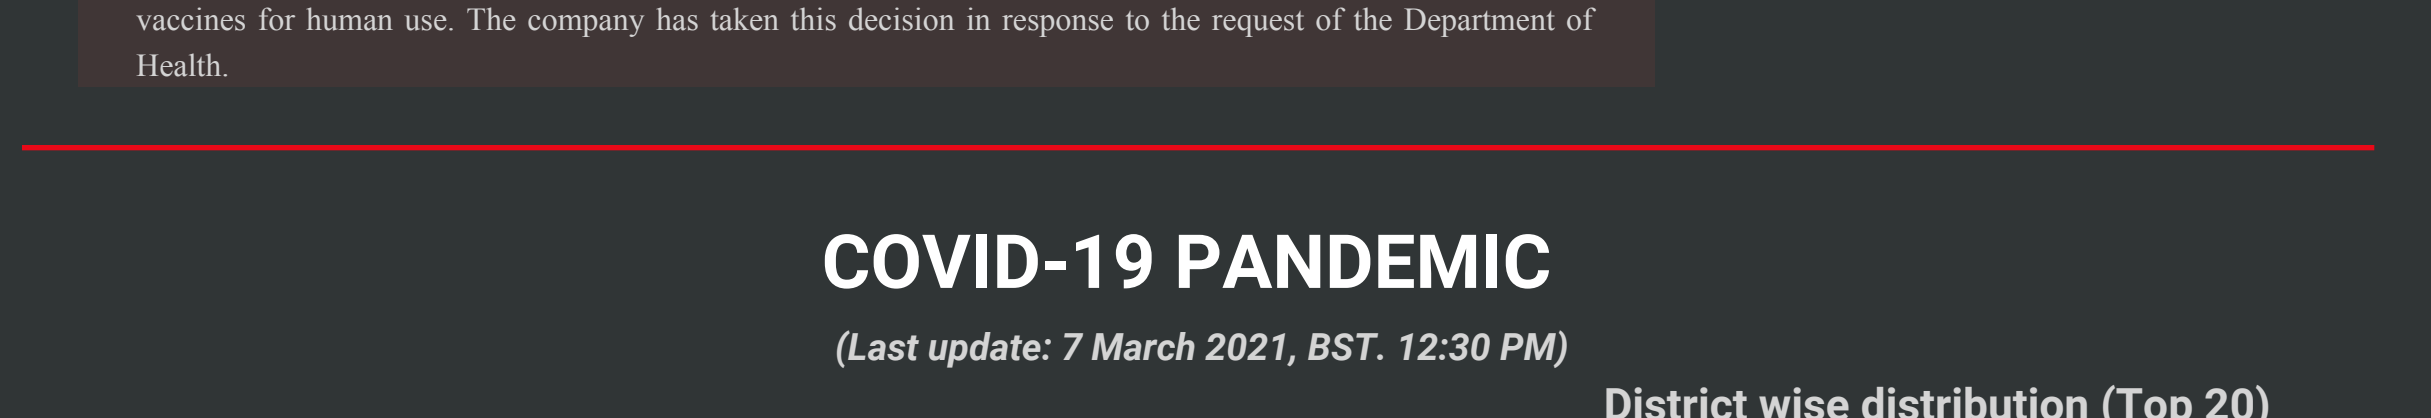 vaccines for human use. The company has taken this decision in response to the request of the Department of
Health.
COVID-19 PANDEMIC
(Last update: 7 March 2021, BST. 12:30 PM)
District wise distribution (Top 20)